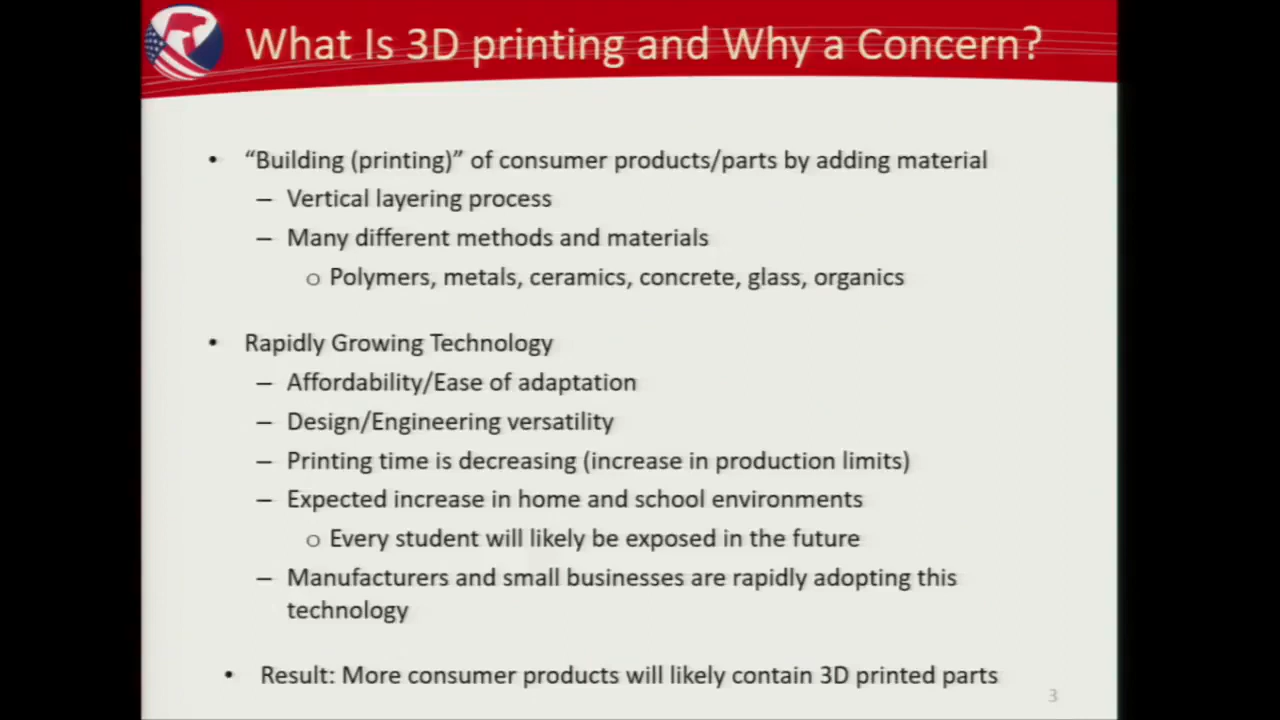 What Is 3D printing and Why a Concern?
• “Building (printing)” of consumer products/parts by adding material
– Vertical layering process
– Many different methods and materials
o Polymers, metals, ceramics, concrete, glass, organics
• Rapidly Growing Technology
– Affordability/Ease of adaptation
– Design/Engineering versatility
– Printing time is decreasing (increase in production limits)
– Expected increase in home and school environments
o Every student will likely be exposed in the future
– Manufacturers and small businesses are rapidly adopting this
technology
• Result: More consumer products will likely contain 3D printed parts
3